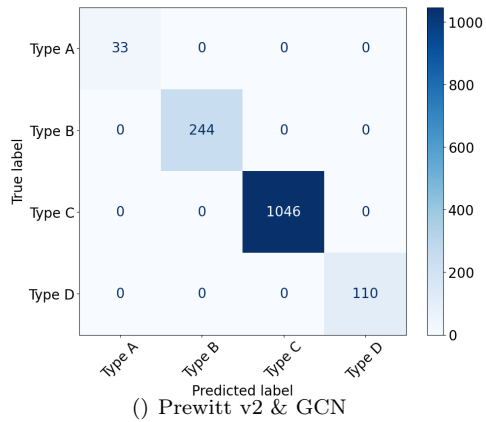 Type A 33 0 0 0
Type B 0 244 0 0
Type C 0 0 1046 0
Type D 0 0 0 110
True label
Type A Type B Type C Type D
Predicted label
1000
800
600
400
200
0
() Prewitt v2 & GCN